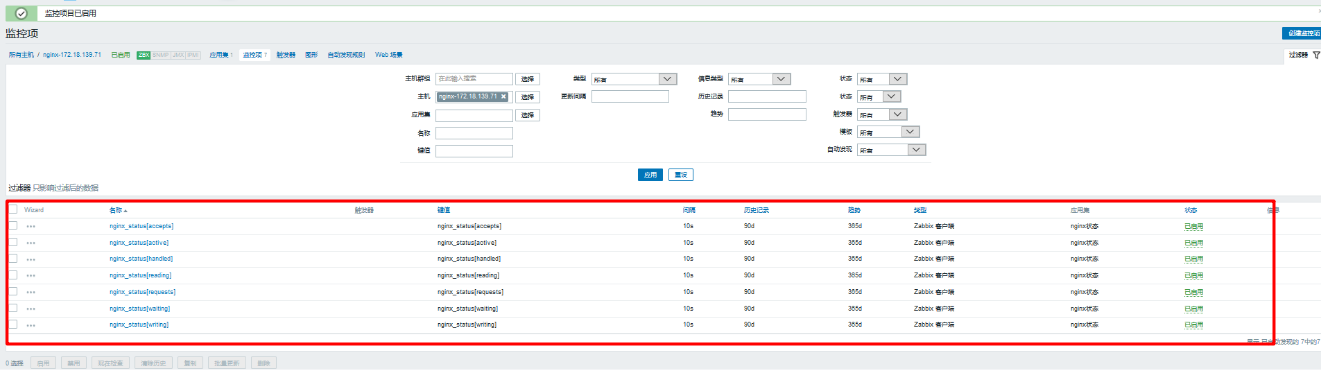 监控项目已启用
监控项
创建监控项
所有主机 / nginx-172.18.139.71 已启用 ZBX SNMP JMX IPMI 应用集 1 监控项 7 触发器 图形 自动发现规则 Web 场景 过滤器
主机群组 在此输入搜索 选择 类型 所有 信息类型 所有 状态 所有
主机 nginx-172.18.139.71 选择 更新间隔 历史记录 状态 所有
应用集 选择 趋势 触发器 所有
名称 模板 所有
键值 自动发现 所有
应用 重设
过滤器 只影响过滤后的数据
Wizard 名称 触发器 键值 间隔 历史记录 趋势 类型 应用集 状态 信息
nginx_status[accepts] nginx_status[accepts] 10s 90d 365d Zabbix 客户端 nginx状态 已启用
nginx_status[active] nginx_status[active] 10s 90d 365d Zabbix 客户端 nginx状态 已启用
nginx_status[handled] nginx_status[handled] 10s 90d 365d Zabbix 客户端 nginx状态 已启用
nginx_status[reading] nginx_status[reading] 10s 90d 365d Zabbix 客户端 nginx状态 已启用
nginx_status[requests] nginx_status[requests] 10s 90d 365d Zabbix 客户端 nginx状态 已启用
nginx_status[waiting] nginx_status[waiting] 10s 90d 365d Zabbix 客户端 nginx状态 已启用
nginx_status[writing] nginx_status[writing] 10s 90d 365d Zabbix 客户端 nginx状态 已启用
显示 已自动发现的 7中的7
0 选择 启用 禁用 现在检查 清除历史 复制 批量更新 删除